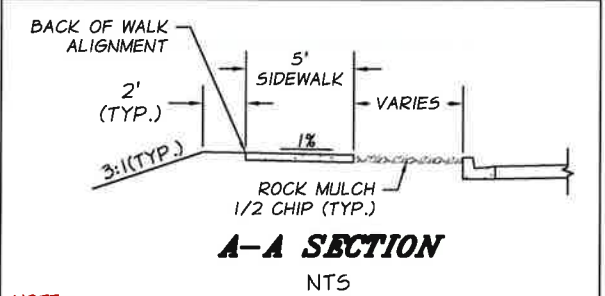 BACK OF WALK
ALIGNMENT
5'
SIDEWALK
2'
(TYP.)
VARIES
1%
3:1(TYP.)
ROCK MULCH
1/2 CHIP (TYP.)
A-A SECTION
NTS